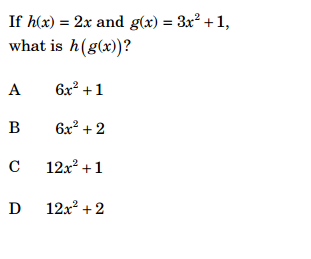 If h(x) = 2x and g(x) = 3x² + 1,
what is h(g(x))?
A 6x² + 1
B 6x² + 2
C 12x² + 1
D 12x² + 2